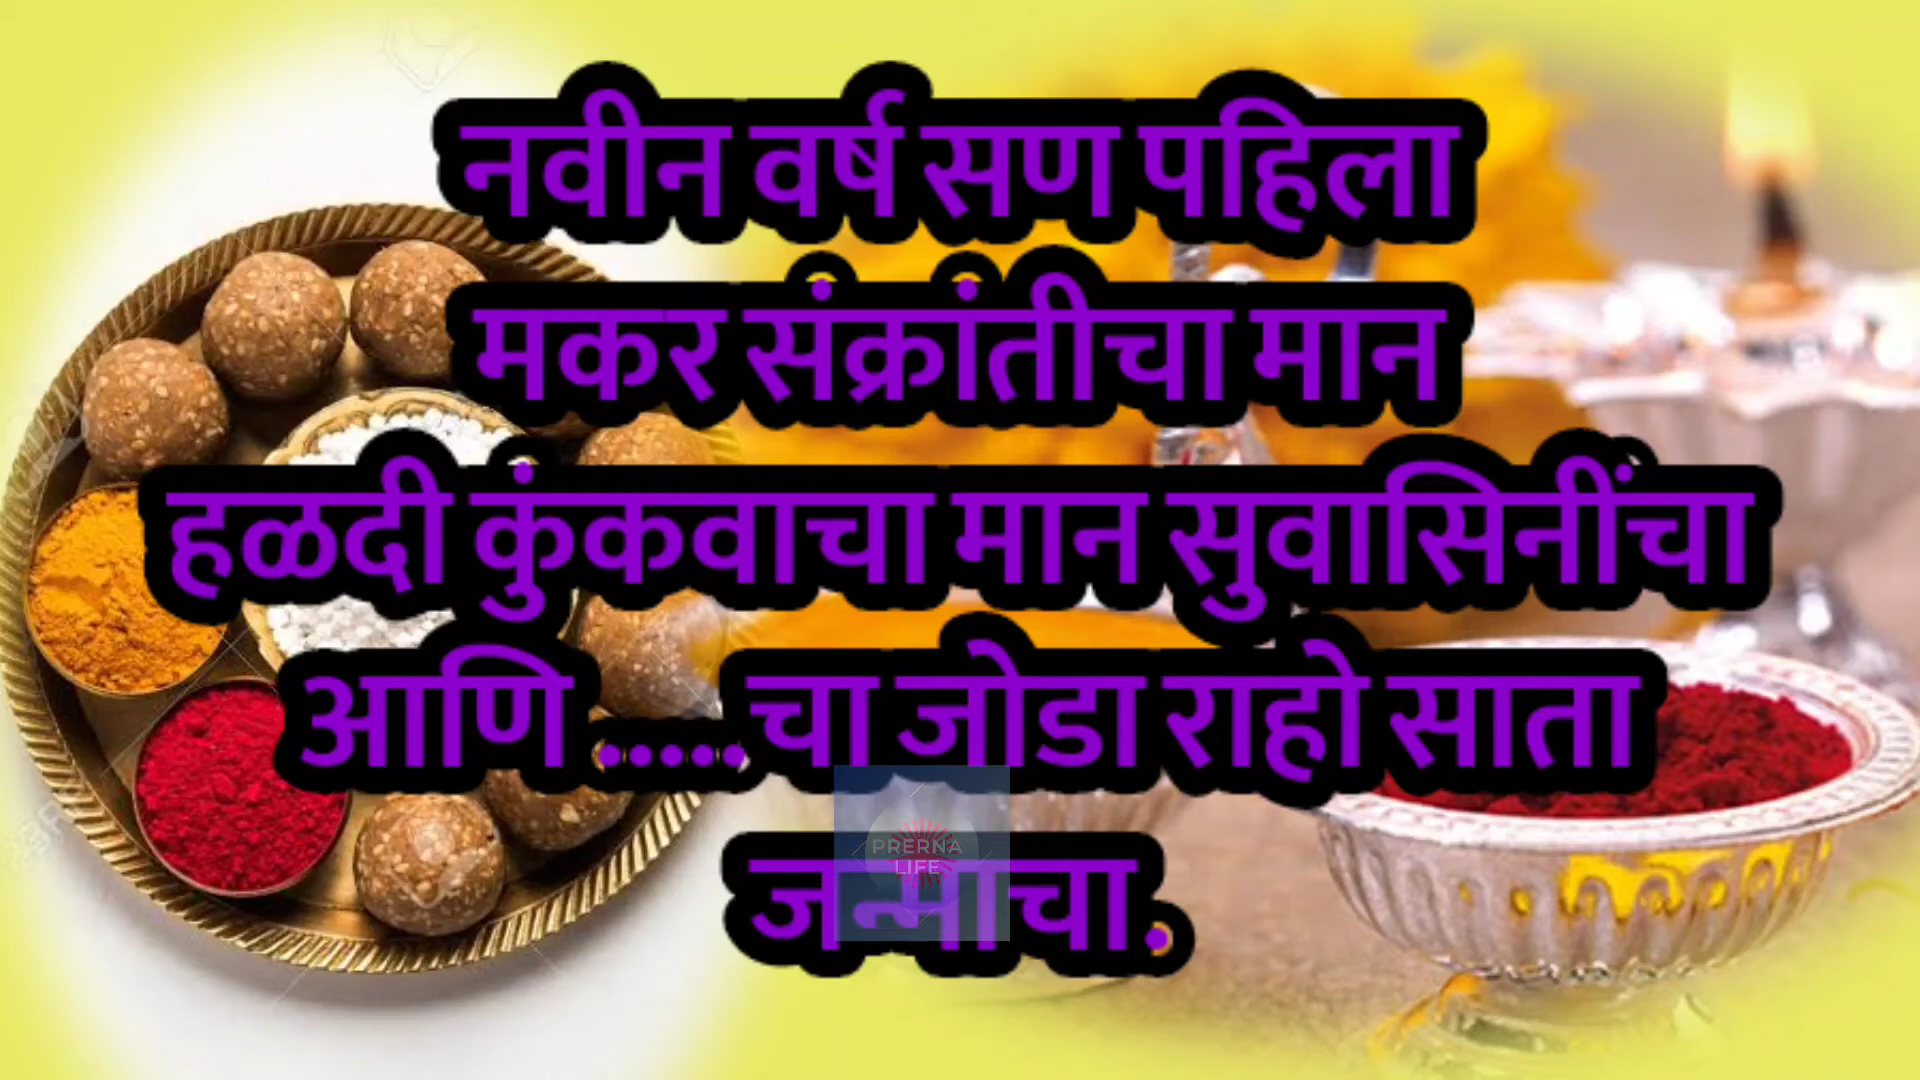 नवीन वर्ष सण पहिला
मकर संक्रांतीचा मान
हळदी कुंकवाचा मान सुवासिनींचा
आणि .....चा जोडा राहो साता
जन्माचा.
PRERNA
LIFE